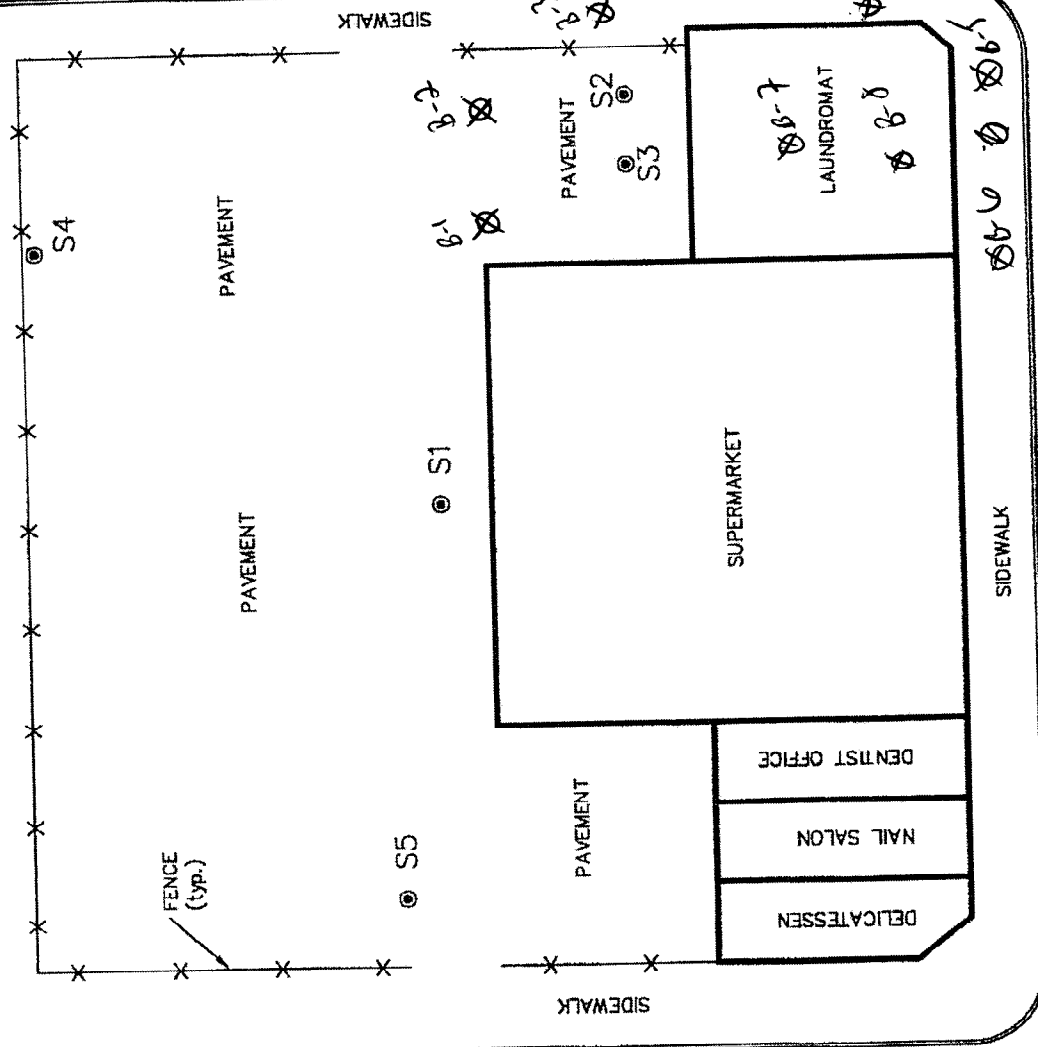 SIDEWALK
B-2
S2
PAVEMENT
S3
B-7
LAUNDROMAT
B-8
B-6
S4
PAVEMENT
B-1
S1
PAVEMENT
SUPERMARKET
SIDEWALK
FENCE
(typ.)
S5
PAVEMENT
DENTIST OFFICE
NAIL SALON
DELICATESSEN
SIDEWALK